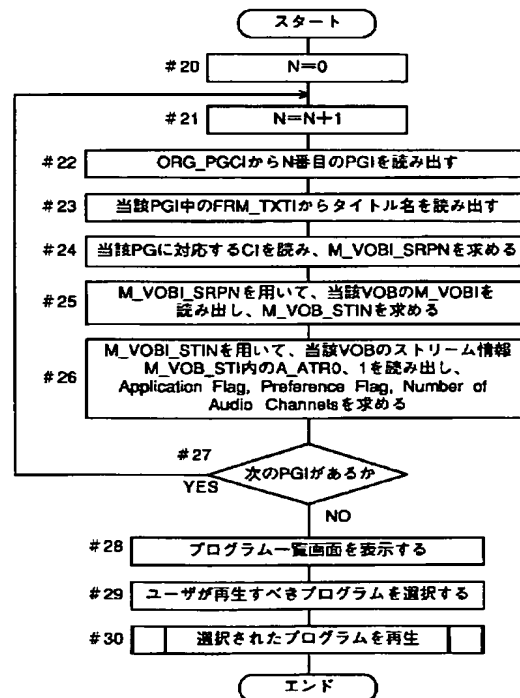 スタート
#20
N=0
#21
N=N+1
#22
ORG_PGCIからN番目のPGIを読み出す
#23
当該PGI中のFRM_TXTIからタイトル名を読み出す
#24
当該PGに対応するCIを読み、M_VOBI_SRPNを求める
#25
M_VOBI_SRPNを用いて、当該VOBのM_VOBIを
読み出し、M_VOB_STINを求める
#26
M_VOBI_STINを用いて、当該VOBのストリーム情報
M_VOB_STI内のA_ATR0、1を読み出し、
Application Flag, Preference Flag, Number of
Audio Channelsを求める
#27
次のPGIがあるか
YES
NO
#28
プログラム一覧画面を表示する
#29
ユーザが再生すべきプログラムを選択する
#30
選択されたプログラムを再生
エンド